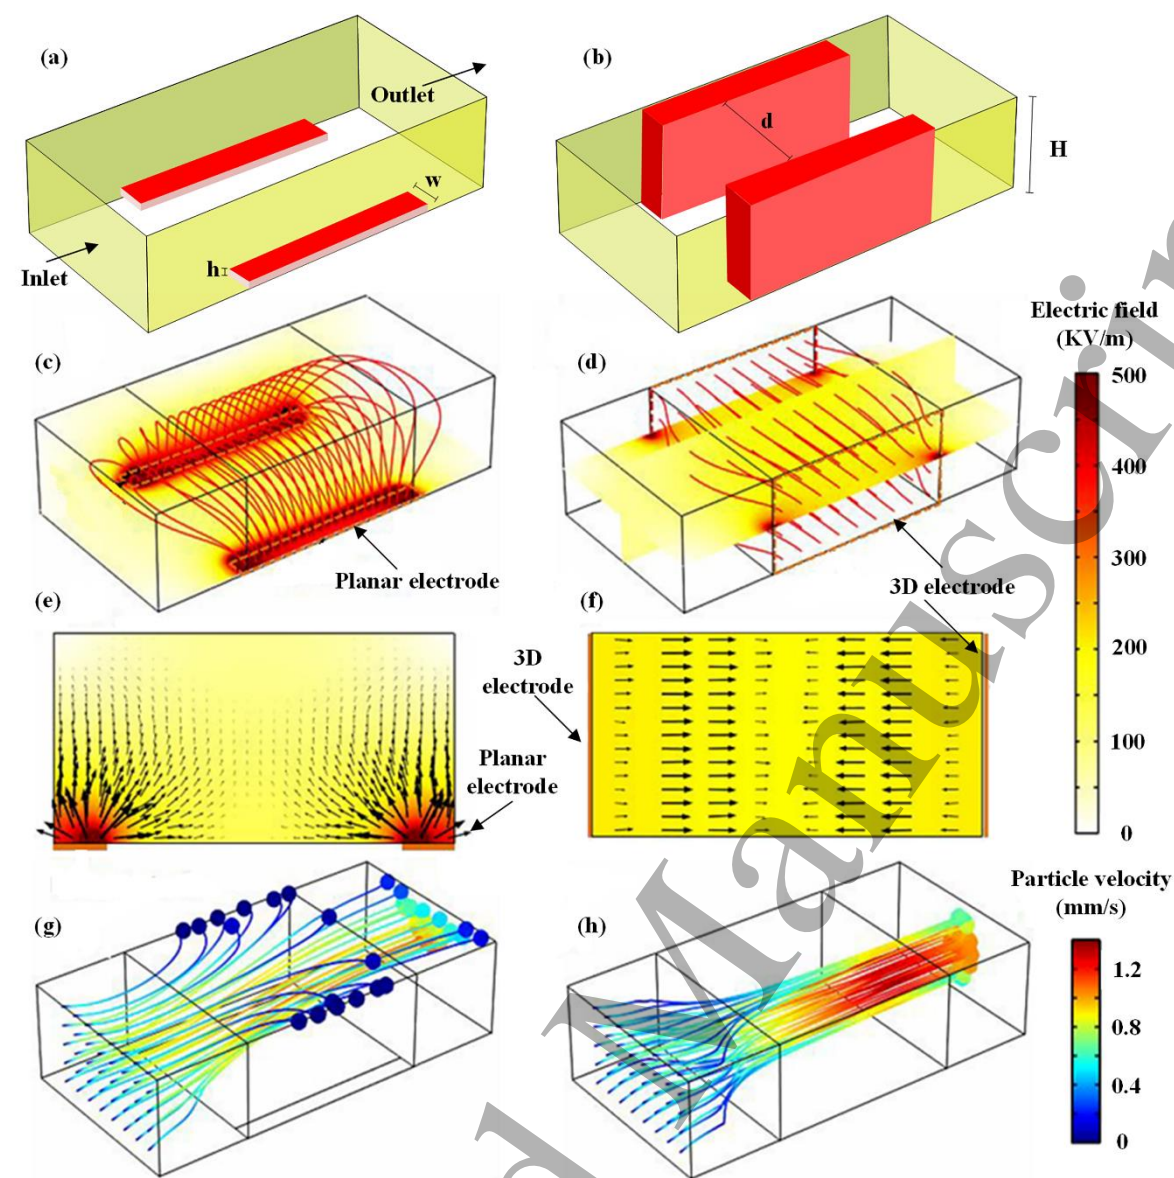 (a)
Outlet
w
h
Inlet
(b)
d
H
(c)
Planar electrode
(d)
3D electrode
Electric field
(KV/m)
500
400
300
200
100
0
(e)
3D
electrode
Planar
electrode
(f)
(g)
(h)
Particle velocity
(mm/s)
1.2
0.8
0.4
0
d Manuscrip